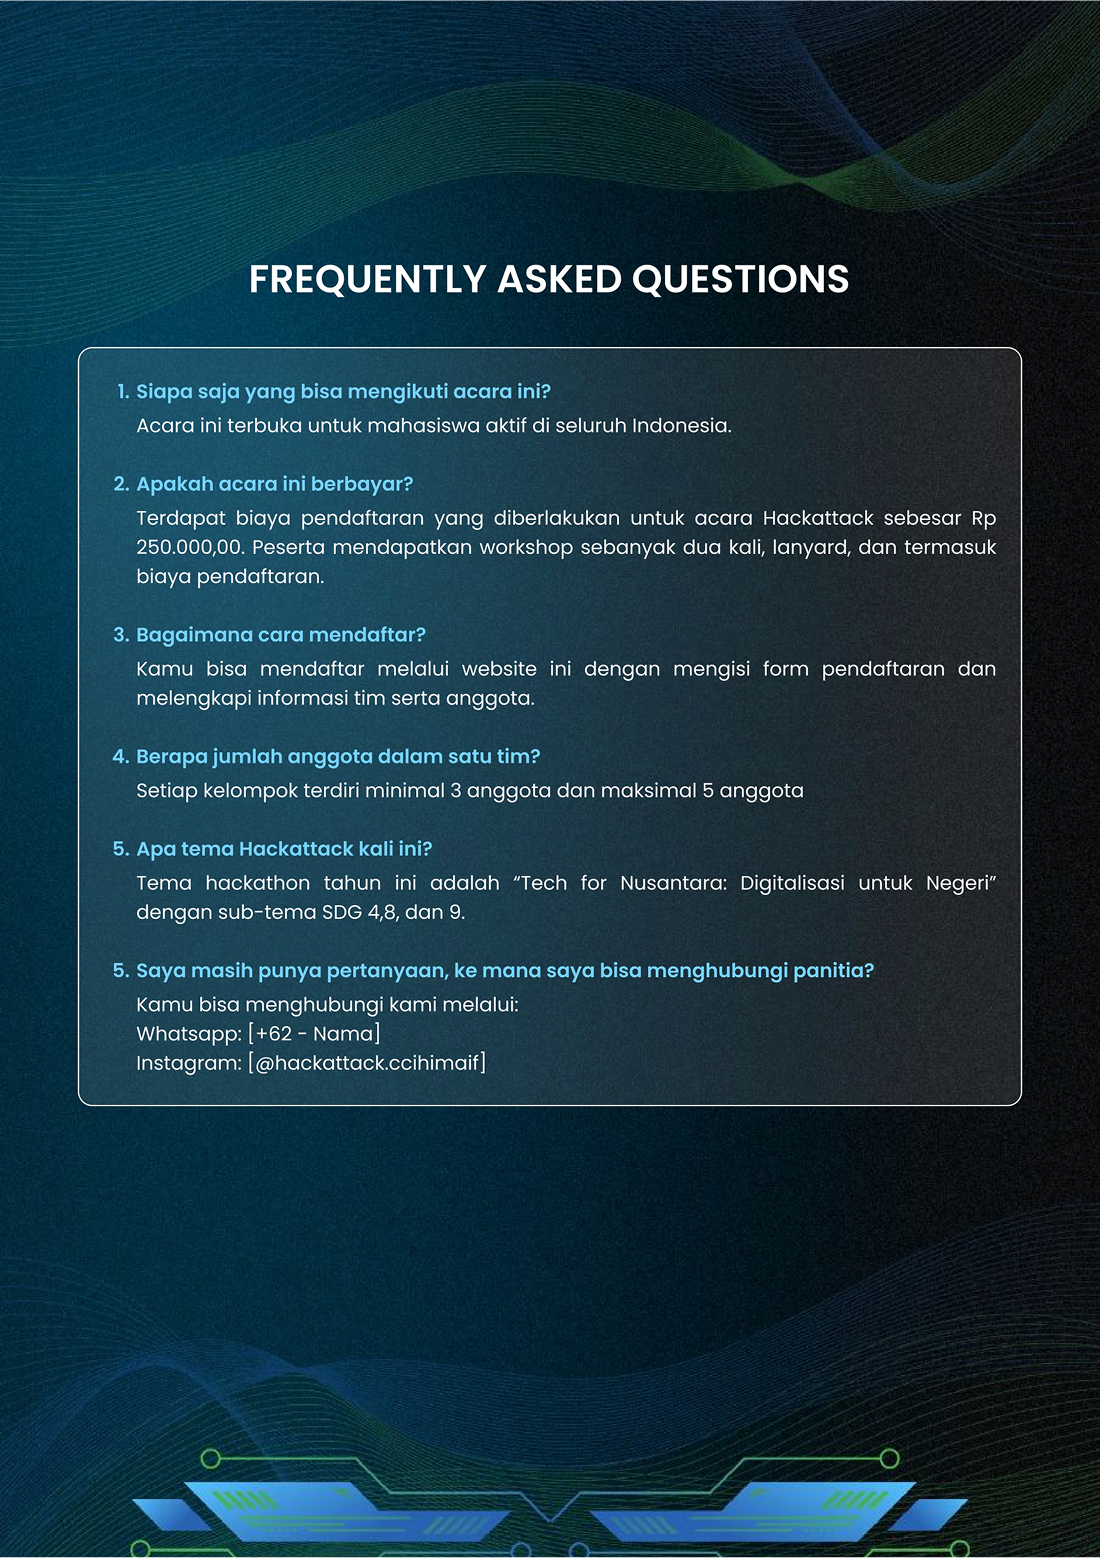 FREQUENTLY ASKED QUESTIONS
1. Siapa saja yang bisa mengikuti acara ini?
Acara ini terbuka untuk mahasiswa aktif di seluruh Indonesia.
2. Apakah acara ini berbayar?
Terdapat biaya pendaftaran yang diberlakukan untuk acara Hackattack sebesar Rp
250.000,00. Peserta mendapatkan workshop sebanyak dua kali, lanyard, dan termasuk
biaya pendaftaran.
3. Bagaimana cara mendaftar?
Kamu bisa mendaftar melalui website ini dengan mengisi form pendaftaran dan
melengkapi informasi tim serta anggota.
4. Berapa jumlah anggota dalam satu tim?
Setiap kelompok terdiri minimal 3 anggota dan maksimal 5 anggota
5. Apa tema Hackattack kali ini?
Tema hackathon tahun ini adalah “Tech for Nusantara: Digitalisasi untuk Negeri”
dengan sub-tema SDG 4,8, dan 9.
5. Saya masih punya pertanyaan, ke mana saya bisa menghubungi panitia?
Kamu bisa menghubungi kami melalui:
Whatsapp: [+62 - Nama]
Instagram: [@hackattack.ccihimaif]